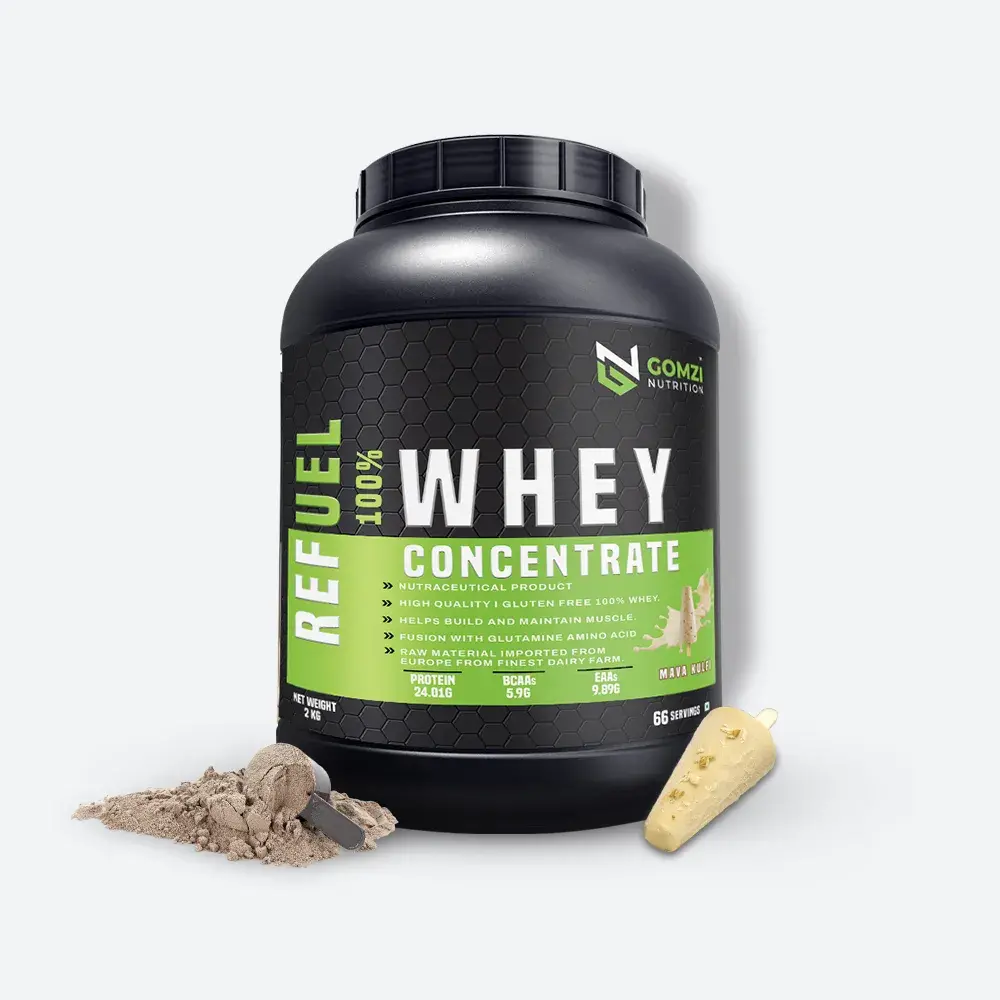 GOMZI
NUTRITION
REFUEL
100%
WHEY
CONCENTRATE
NUTRACEUTICAL PRODUCT
HIGH QUALITY I GLUTEN FREE 100% WHEY.
HELPS BUILD AND MAINTAIN MUSCLE.
FUSION WITH GLUTAMINE AMINO ACID
RAW MATERIAL IMPORTED FROM
EUROPE FROM FINEST DAIRY FARM.
MAVA KULFI
PROTEIN
24.01G
BCAAs
5.9G
EAAs
9.89G
NET WEIGHT
2 KG
66 SERVINGS